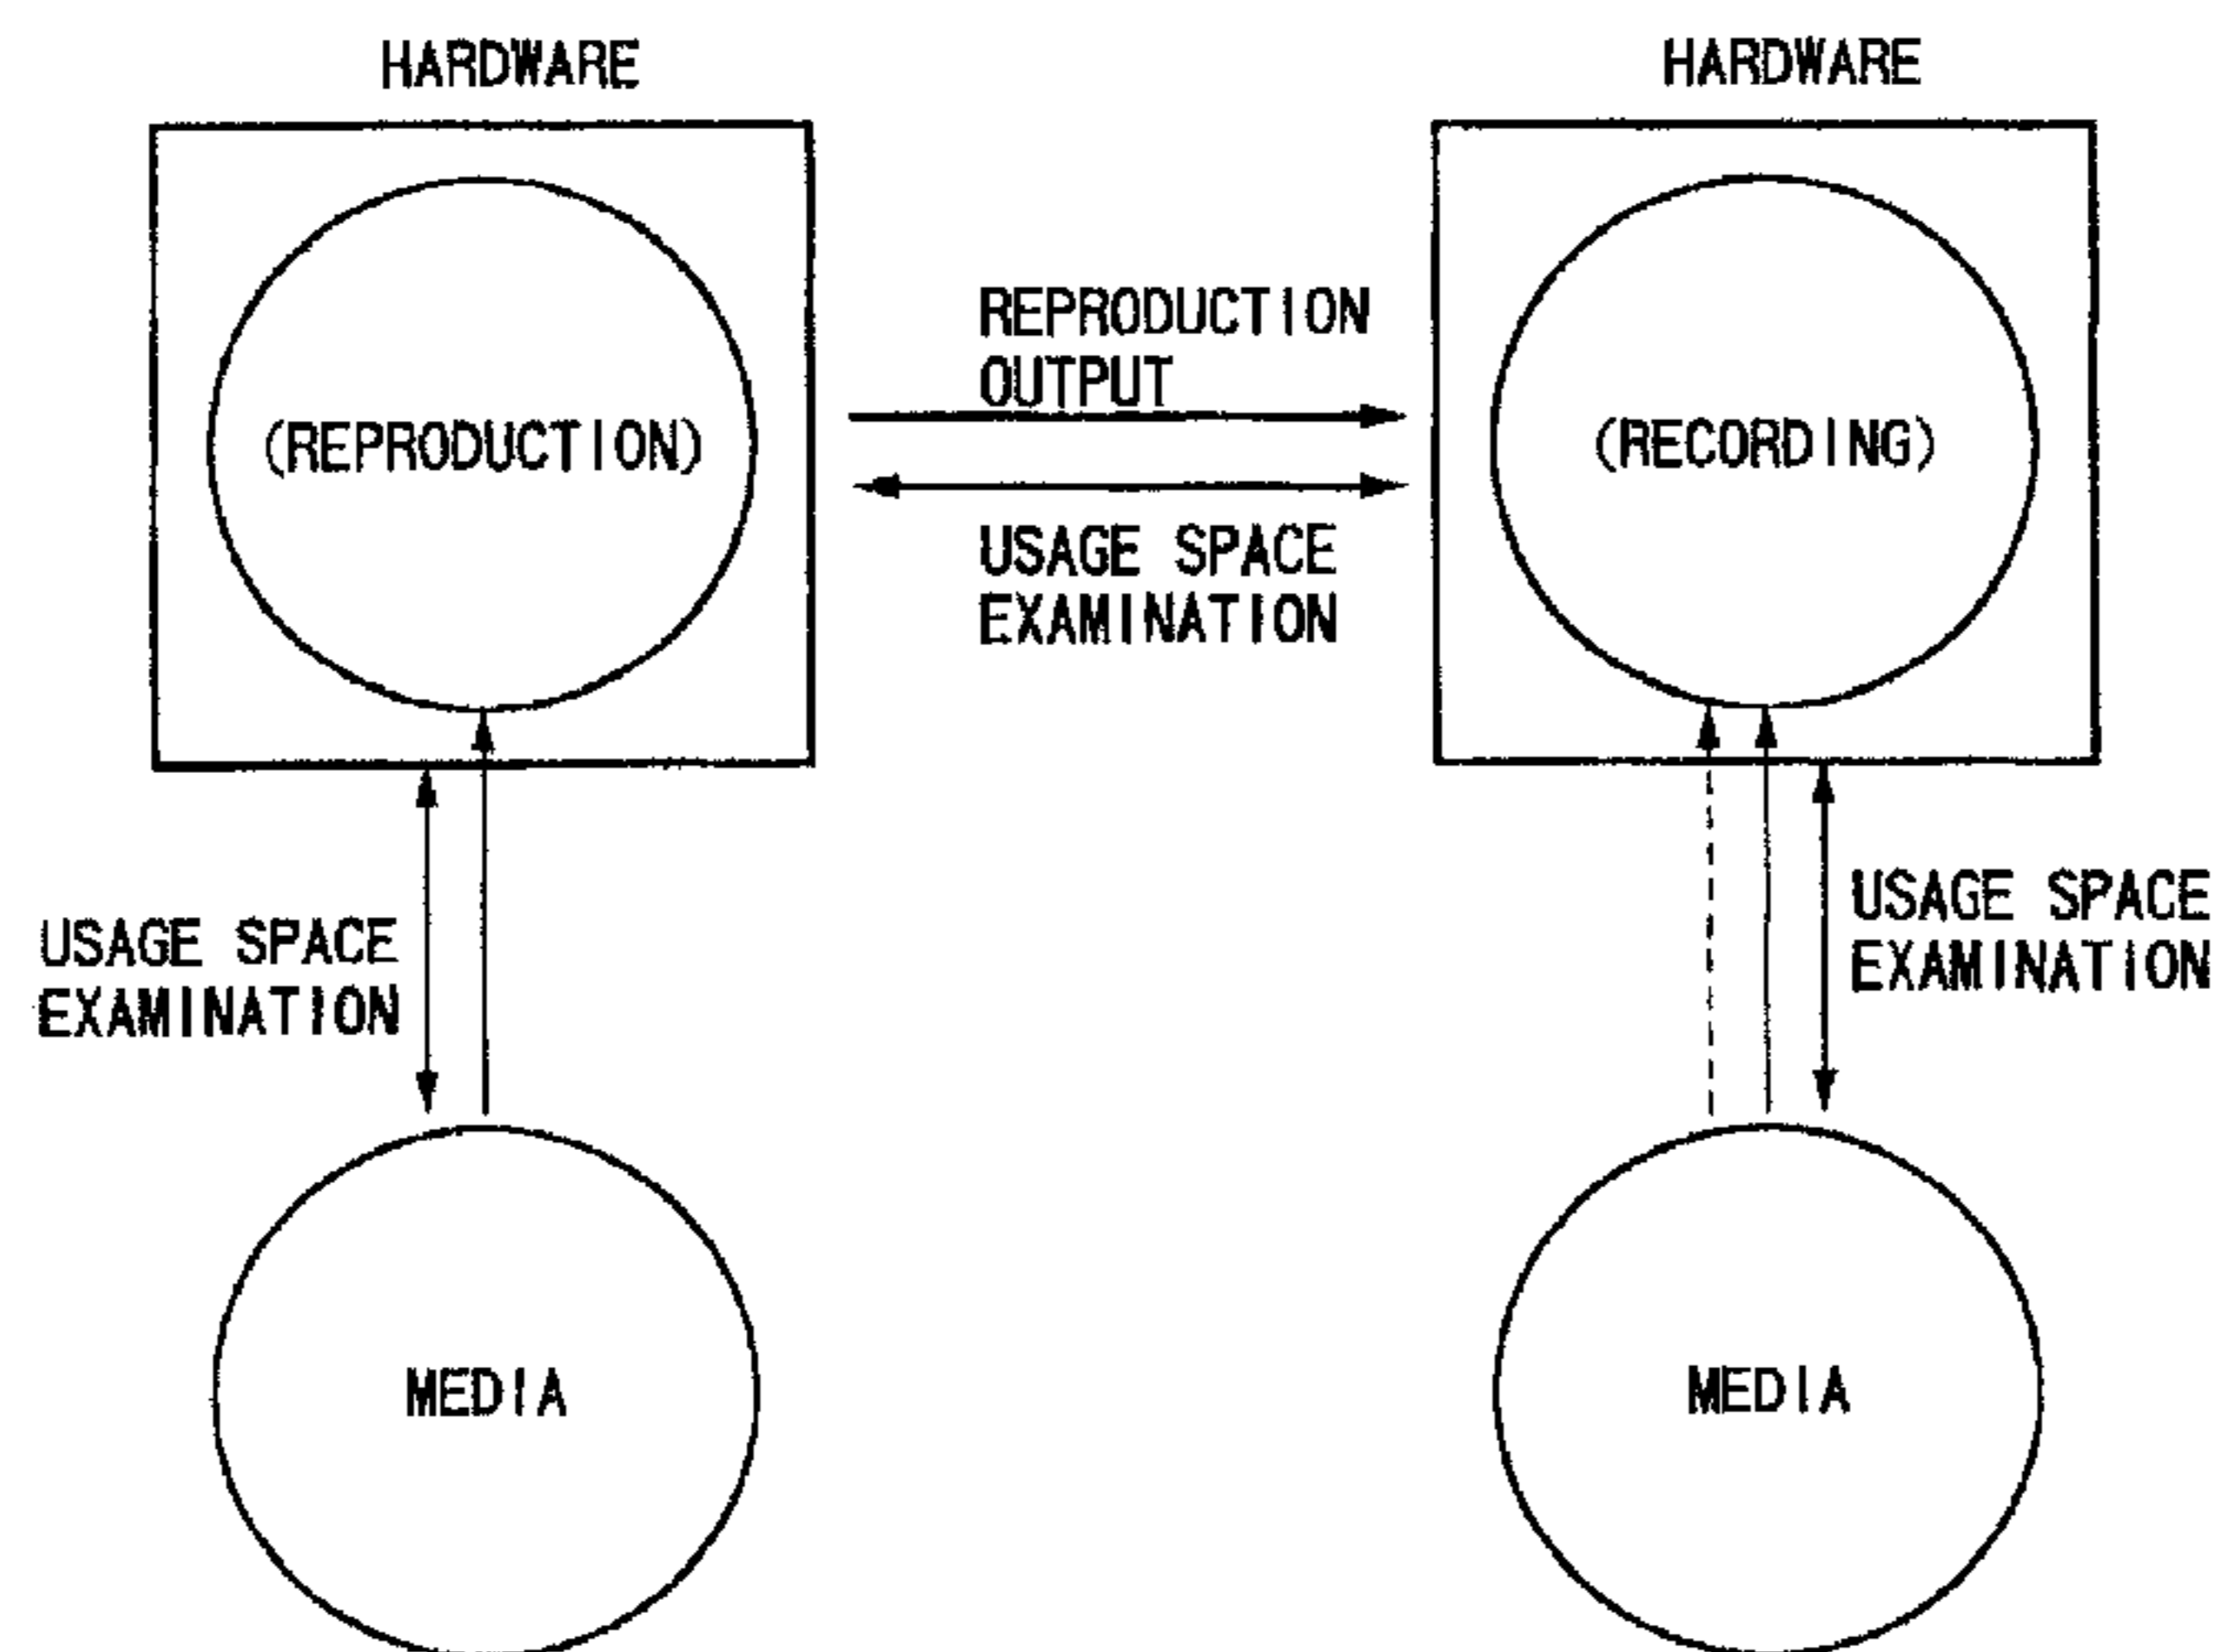 HARDWARE
HARDWARE
REPRODUCTION
OUTPUT
(REPRODUCTION)
(RECORDING)
USAGE SPACE
EXAMINATION
USAGE SPACE
EXAMINATION
USAGE SPACE
EXAMINATION
MEDIA
MEDIA